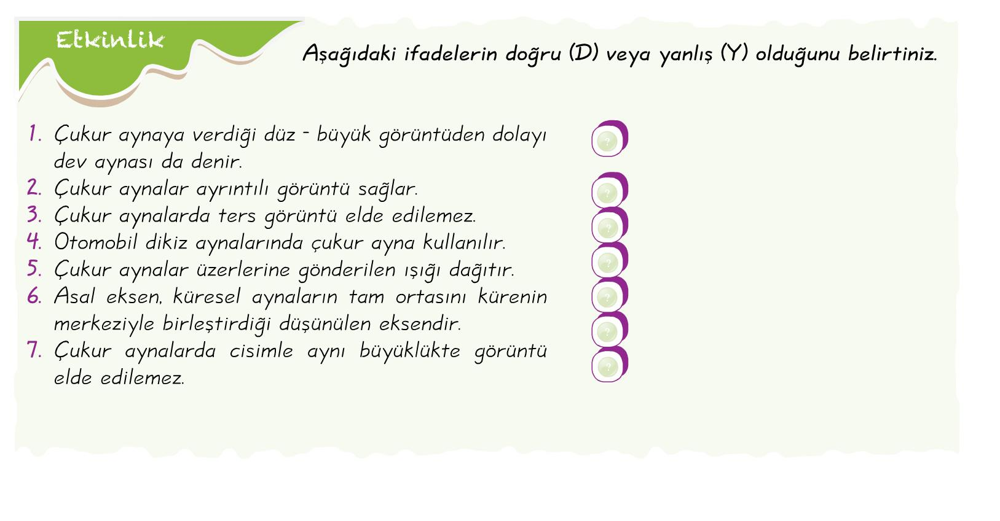 Etkinlik
Aşağıdaki ifadelerin doğru (D) veya yanlış (Y) olduğunu belirtiniz.
1. Çukur aynaya verdiği düz - büyük görüntüden dolayı
dev aynası da denir.
?
2. Çukur aynalar ayrıntılı görüntü sağlar.
?
3. Çukur aynalarda ters görüntü elde edilemez.
?
4. Otomobil dikiz aynalarında çukur ayna kullanılır.
?
5. Çukur aynalar üzerlerine gönderilen ışığı dağıtır.
?
6. Asal eksen, küresel aynaların tam ortasını kürenin
merkeziyle birleştirdiği düşünülen eksendir.
?
7. Çukur aynalarda cisimle aynı büyüklükte görüntü
elde edilemez.
?